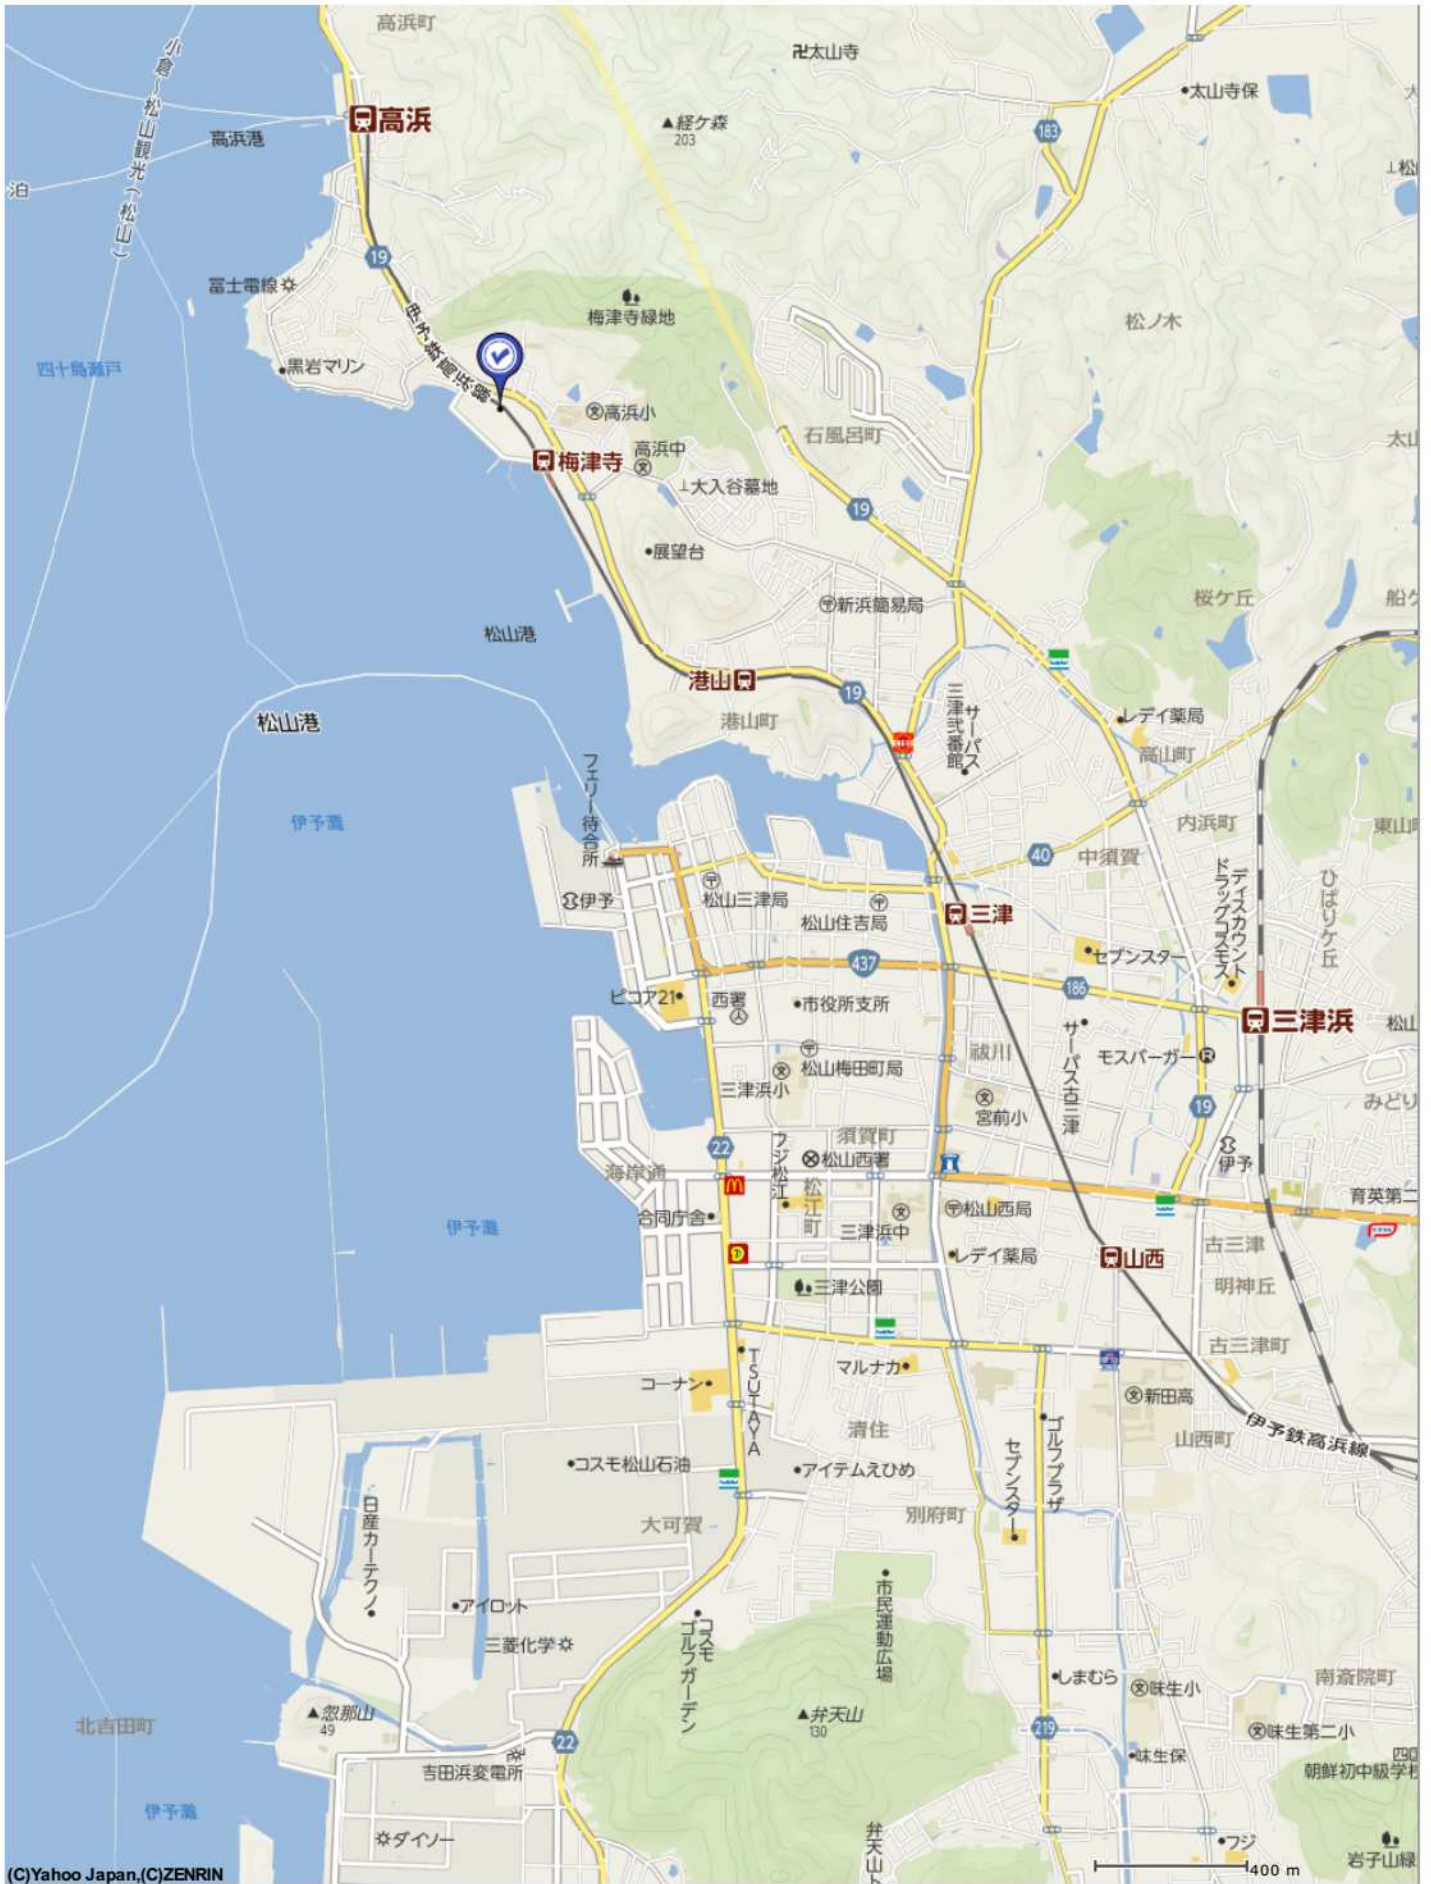 高浜町
小倉ー松山観光(松山)
卍太山寺
太山寺保
高浜
経ケ森
203
183
高浜港
泊
19
冨士電線
伊予鉄高浜線
梅津寺緑地
松ノ木
四十島瀬戸
黒岩マリン
高浜小
石風呂町
高浜中
梅津寺
大入谷墓地
19
展望台
桜ケ丘
新浜簡易局
松山港
港山
19
松山港
港山町
三津弐番館
サーパス
レデイ薬局
高山町
フェリー待合所
伊予灘
内浜町
40
中須賀
ドラッグコスモス
ディスカウント
ひばりケ丘
伊予
松山三津局
松山住吉局
三津
437
セブンスター
186
ピコア21
西署
市役所支所
三津浜
祓川
サーパス古三津
モスバーガー
松山梅田町局
三津浜小
宮前小
19
みどり
22
須賀町
フジ松江
松山西署
伊予
海岸通
松江町
育英第二
合同庁舎
三津浜中
松山西局
伊予灘
レデイ薬局
山西
古三津
三津公園
明神丘
古三津町
TSUTAYA
マルナカ
コーナン
新田高
清住
ゴルフプラザ
伊予鉄高浜線
山西町
セブンスター
コスモ松山石油
アイテムえひめ
日産カーテクノ
大可賀
別府町
アイロット
市民運動広場
コスモ
ゴルフガーデン
三菱化学
しまむら
味生小
南斎院町
忽那山
49
弁天山
130
北吉田町
22
219
味生第二小
吉田浜変電所
味生保
朝鮮初中級学校
伊予灘
ダイソー
弁天山ト
フジ
岩子山緑
400 m
(C)Yahoo Japan,(C)ZENRIN